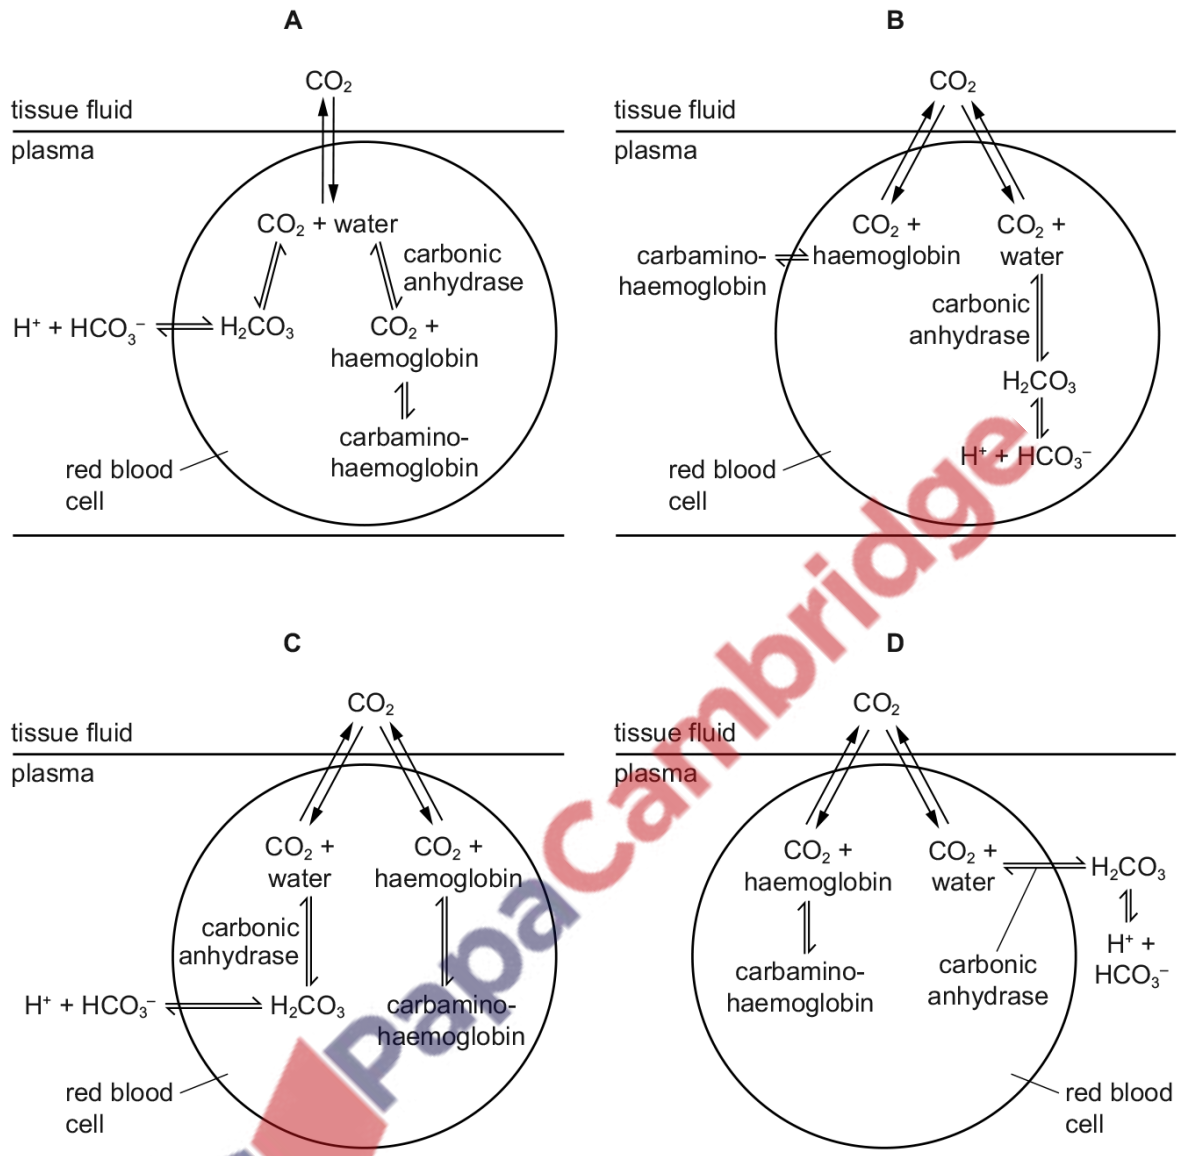 A
CO₂
tissue fluid
plasma
CO₂ + water
carbonic
anhydrase
H⁺ + HCO₃⁻
H₂CO₃
CO₂ +
haemoglobin
carbamino-
haemoglobin
red blood
cell
B
CO₂
tissue fluid
plasma
CO₂ +
haemoglobin
CO₂ +
water
carbamino-
haemoglobin
carbonic
anhydrase
H₂CO₃
H⁺ + HCO₃⁻
red blood
cell
C
CO₂
tissue fluid
plasma
CO₂ +
water
CO₂ +
haemoglobin
carbonic
anhydrase
H⁺ + HCO₃⁻
H₂CO₃
carbamino-
haemoglobin
red blood
cell
D
CO₂
tissue fluid
plasma
CO₂ +
haemoglobin
CO₂ +
water
H₂CO₃
H⁺ +
HCO₃⁻
carbamino-
haemoglobin
carbonic
anhydrase
red blood
cell
PapaCambridge